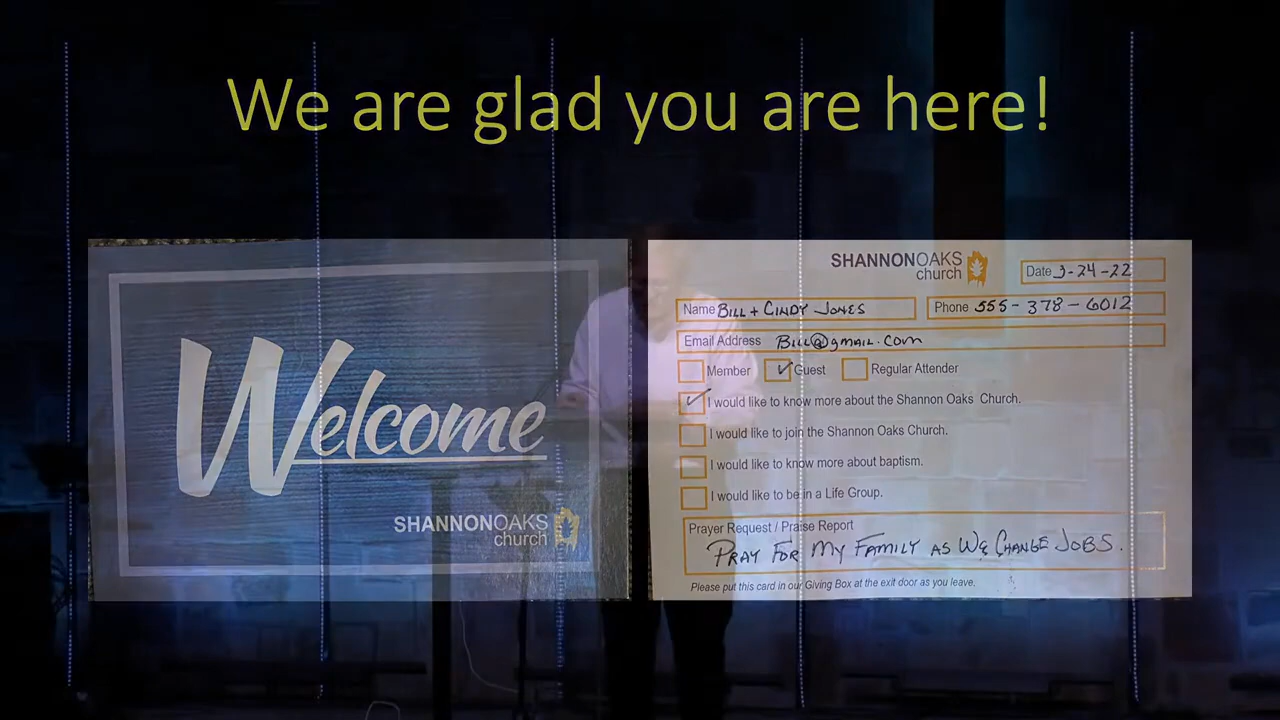 We are glad you are here!
Welcome
SHANNONOAKS
church
SHANNONOAKS
church
Date 3-24-22
Name BILL + CINDY JONES
Phone 555-378-6012
Email Address BILL@gmail.com
Member Guest Regular Attender
I would like to know more about the Shannon Oaks Church.
I would like to join the Shannon Oaks Church.
I would like to know more about baptism.
I would like to be in a Life Group.
Prayer Request / Praise Report
PRAY FOR MY FAMILY AS WE CHANGE JOBS.
Please put this card in our Giving Box at the exit door as you leave.